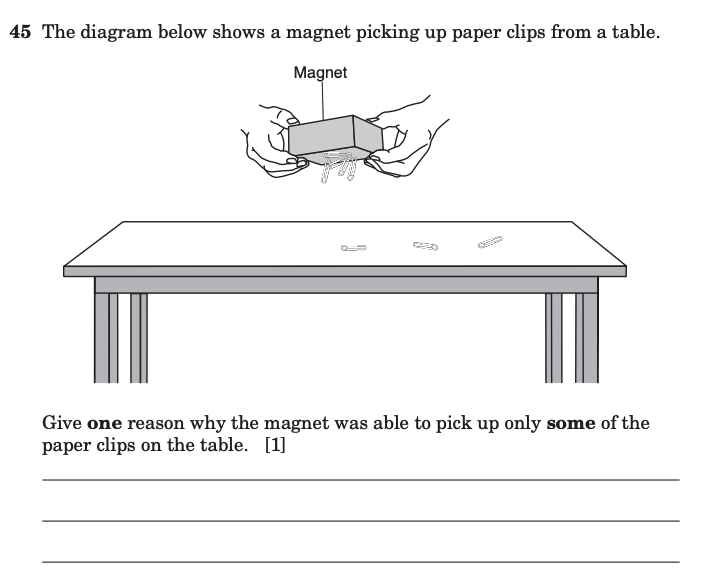 45 The diagram below shows a magnet picking up paper clips from a table.
Magnet
Give one reason why the magnet was able to pick up only some of the
paper clips on the table. [1]